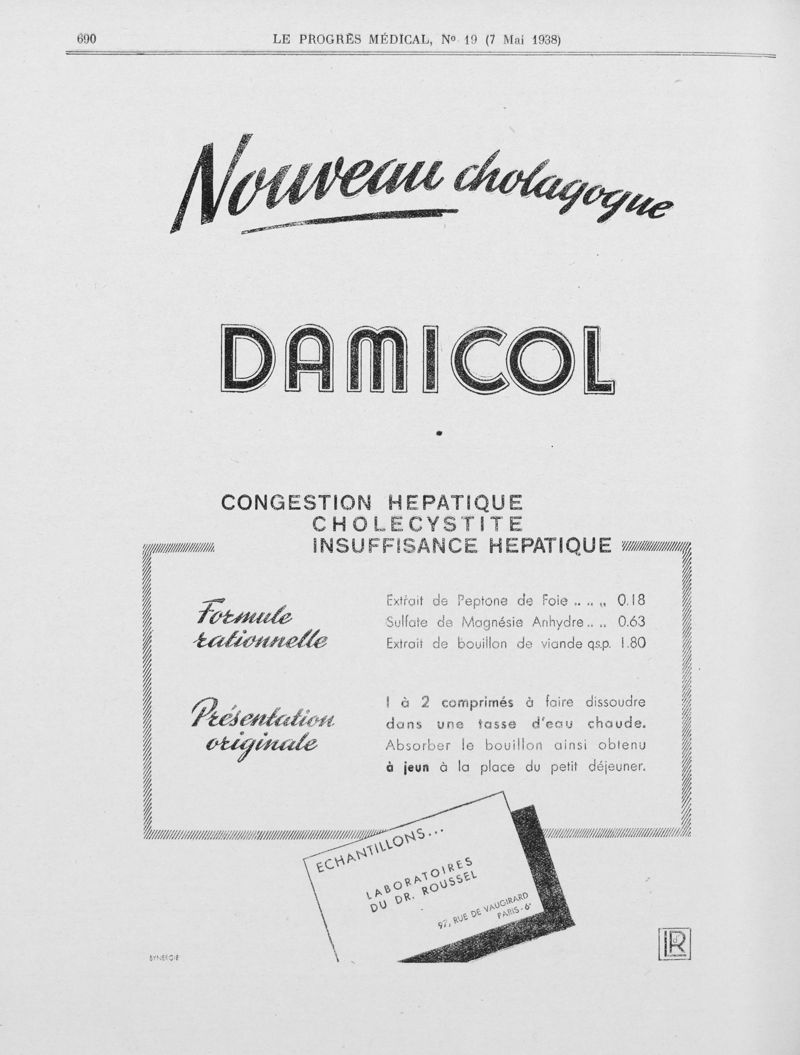 690
LE PROGRÈS MÉDICAL, Nº 19 (7 Mai 1938)
Nouveau cholagogue
DAMICOL
CONGESTION HEPATIQUE
CHOLECYSTITE
INSUFFISANCE HEPATIQUE
Formule
rationnelle
Extrait de Peptone de Foie .. .. „ 0.18
Sulfate de Magnésie Anhydre .. .. 0.63
Extrait de bouillon de viande q.s.p. 1.80
Présentation
originale
1 à 2 comprimés à faire dissoudre
dans une tasse d'eau chaude.
Absorber le bouillon ainsi obtenu
à jeun à la place du petit déjeuner.
ECHANTILLONS...
LABORATOIRES
DU DR. ROUSSEL
97, RUE DE VAUGIRARD
PARIS-6ᵉ
SYNERGIE
LDR